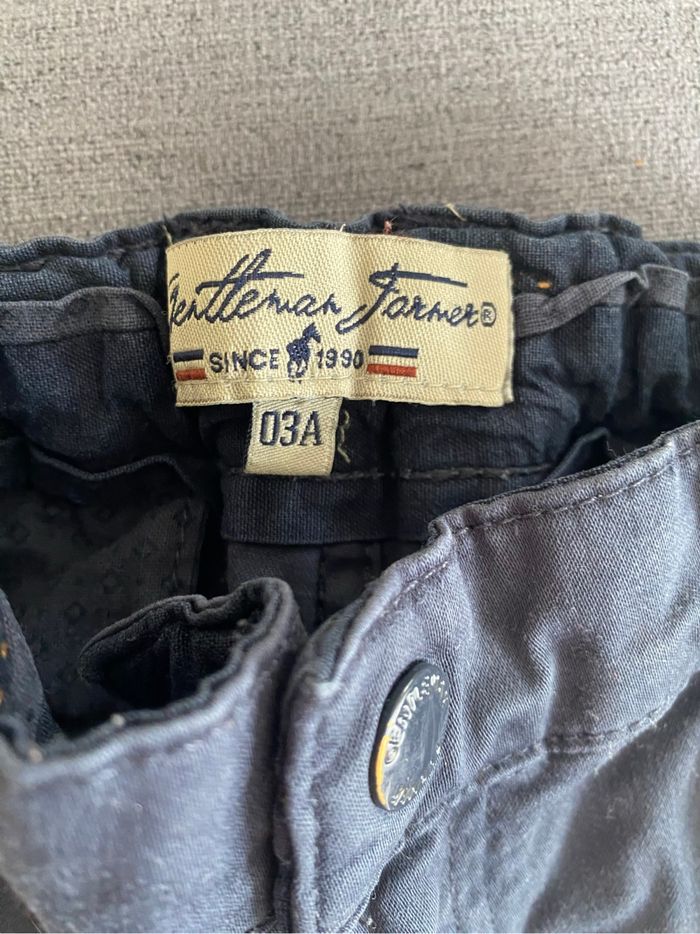 Gentleman Farmer®
SINCE 1990
03A